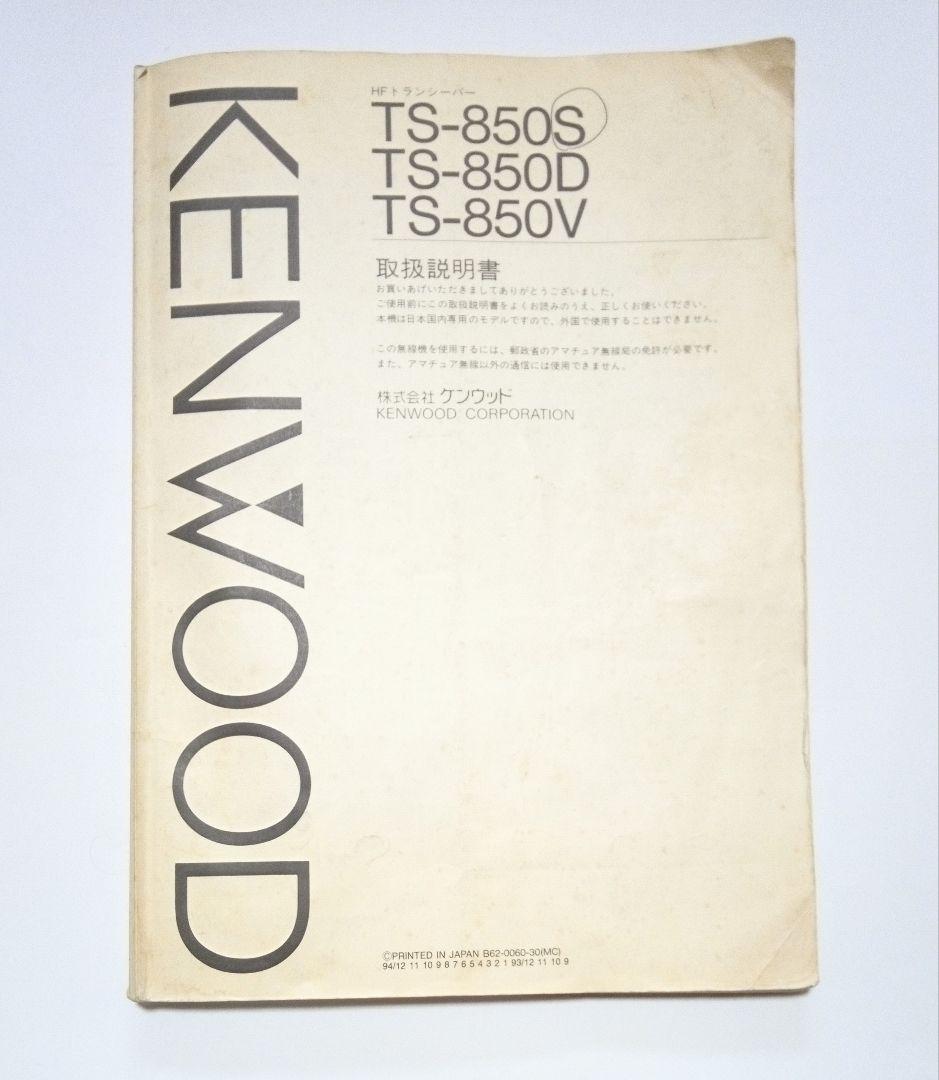 KENWOOD
HFトランシーバー
TS-850S
TS-850D
TS-850V
取扱説明書
お買いあげいただきましてありがとうございました。
ご使用前にこの取扱説明書をよくお読みのうえ、正しくお使いください。
本機は日本国内専用のモデルですので、外国で使用することはできません。
この無線機を使用するには、郵政省のアマチュア無線局の免許が必要です。
また、アマチュア無線以外の通信には使用できません。
株式会社 ケンウッド
KENWOOD CORPORATION
©PRINTED IN JAPAN B62-0060-30(MC)
94/12 11 10 9 8 7 6 5 4 3 2 1 93/12 11 10 9